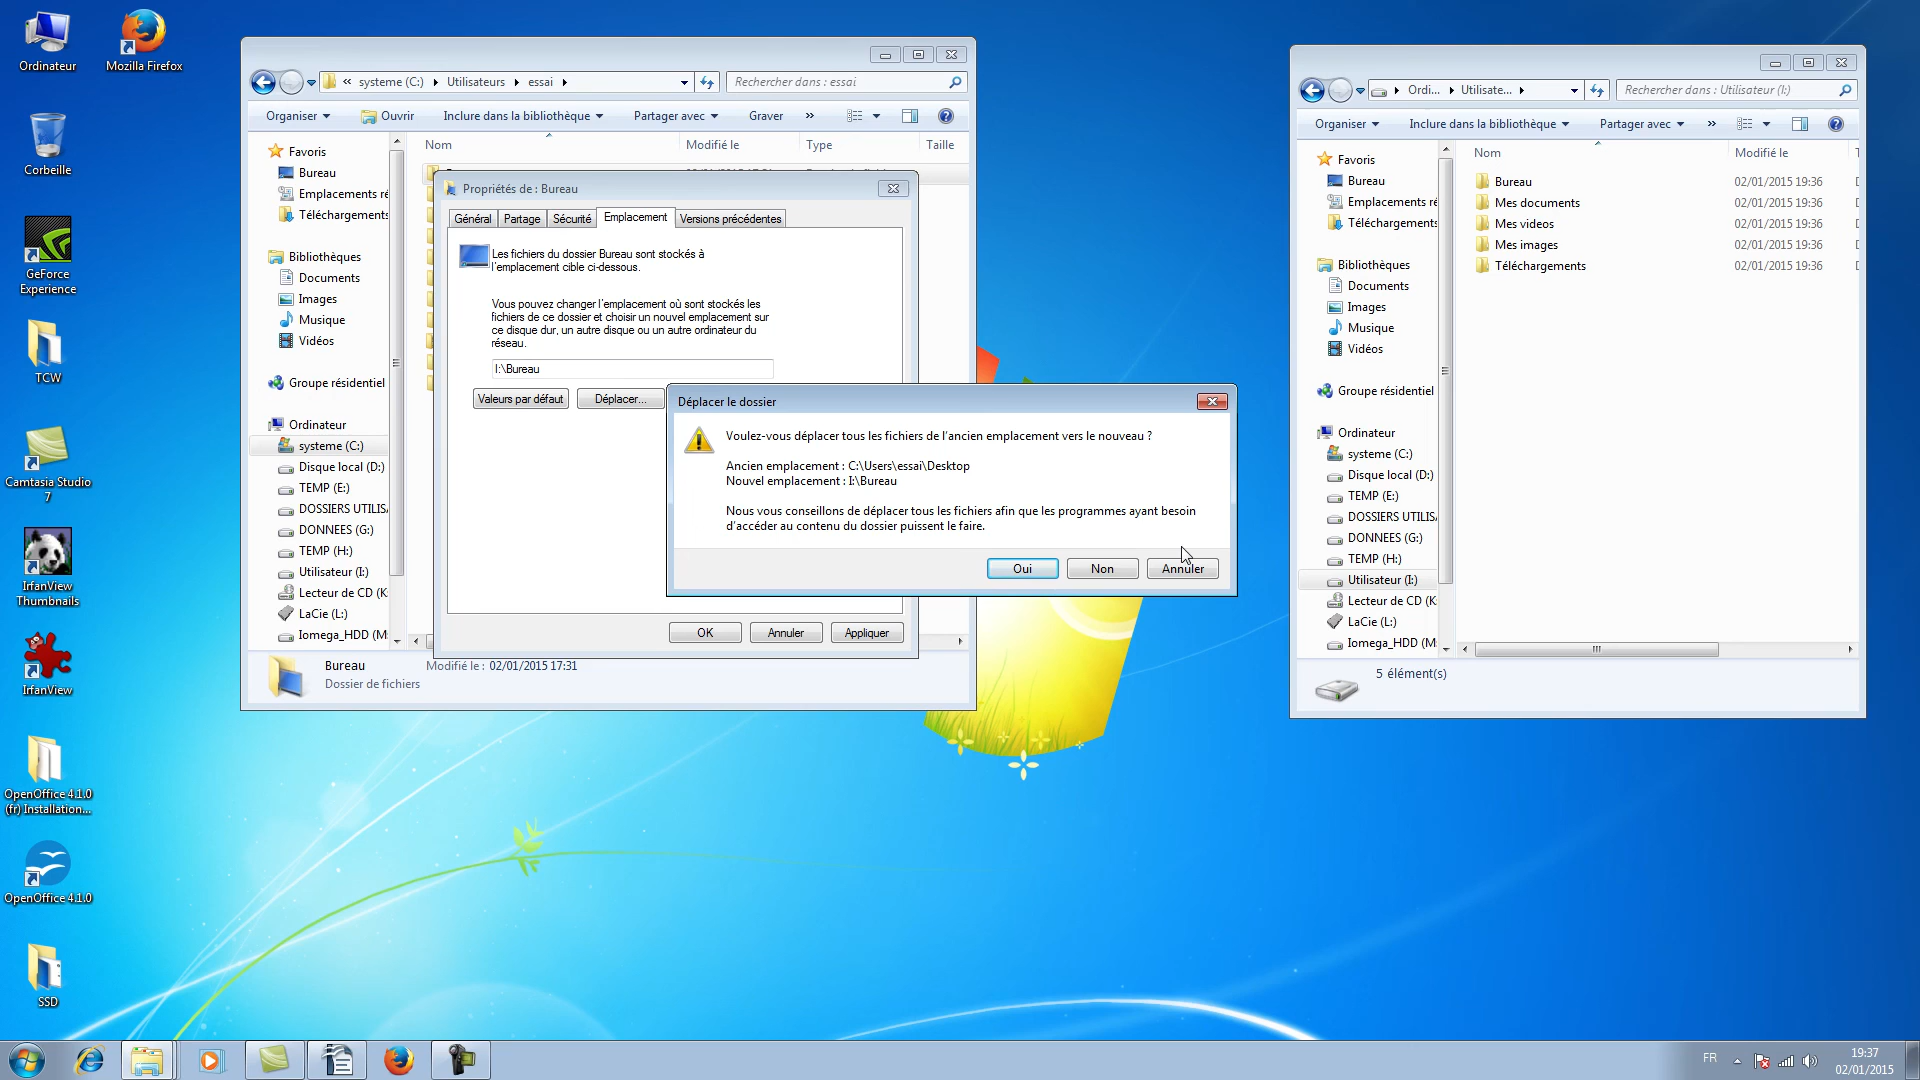 Ordinateur
Mozilla Firefox
Corbeille
GeForce
Experience
TCW
Camtasia Studio
7
IrfanView
Thumbnails
IrfanView
OpenOffice 4.1.0
(fr) Installation...
OpenOffice 4.1.0
SSD
« systeme (C:) Utilisateurs essai
Rechercher dans : essai
Organiser Ouvrir Inclure dans la bibliothèque Partager avec Graver »
Nom Modifié le Type Taille
Favoris
Bureau
Emplacements ré
Téléchargements
Bibliothèques
Documents
Images
Musique
Vidéos
Groupe résidentiel
Ordinateur
systeme (C:)
Disque local (D:)
TEMP (E:)
DOSSIERS UTILIS
DONNEES (G:)
TEMP (H:)
Utilisateur (I:)
Lecteur de CD (K
LaCie (L:)
Iomega_HDD (M
Bureau Modifié le : 02/01/2015 17:31
Dossier de fichiers
Propriétés de : Bureau
Général Partage Sécurité Emplacement Versions précédentes
Les fichiers du dossier Bureau sont stockés à
l'emplacement cible ci-dessous.
Vous pouvez changer l'emplacement où sont stockés les
fichiers de ce dossier et choisir un nouvel emplacement sur
ce disque dur, un autre disque ou un autre ordinateur du
réseau.
I:\Bureau
Valeurs par défaut Déplacer...
OK Annuler Appliquer
Déplacer le dossier
Voulez-vous déplacer tous les fichiers de l'ancien emplacement vers le nouveau ?
Ancien emplacement : C:\Users\essai\Desktop
Nouvel emplacement : I:\Bureau
Nous vous conseillons de déplacer tous les fichiers afin que les programmes ayant besoin
d'accéder au contenu du dossier puissent le faire.
Oui Non Annuler
Ordi... Utilisate...
Rechercher dans : Utilisateur (I:)
Organiser Inclure dans la bibliothèque Partager avec »
Nom Modifié le
Favoris
Bureau
Emplacements ré
Téléchargements
Bibliothèques
Documents
Images
Musique
Vidéos
Groupe résidentiel
Ordinateur
systeme (C:)
Disque local (D:)
TEMP (E:)
DOSSIERS UTILIS
DONNEES (G:)
TEMP (H:)
Utilisateur (I:)
Lecteur de CD (K
LaCie (L:)
Iomega_HDD (M
Bureau 02/01/2015 19:36
Mes documents 02/01/2015 19:36
Mes videos 02/01/2015 19:36
Mes images 02/01/2015 19:36
Téléchargements 02/01/2015 19:36
5 élément(s)
FR
19:37
02/01/2015